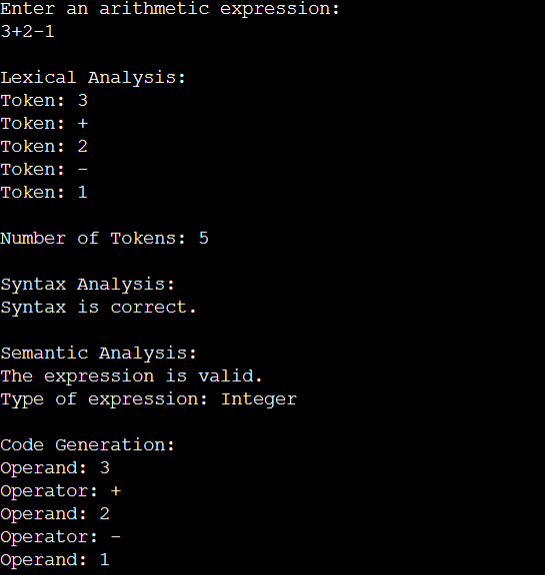 Enter an arithmetic expression:
3+2-1
Lexical Analysis:
Token: 3
Token: +
Token: 2
Token: -
Token: 1
Number of Tokens: 5
Syntax Analysis:
Syntax is correct.
Semantic Analysis:
The expression is valid.
Type of expression: Integer
Code Generation:
Operand: 3
Operator: +
Operand: 2
Operator: -
Operand: 1